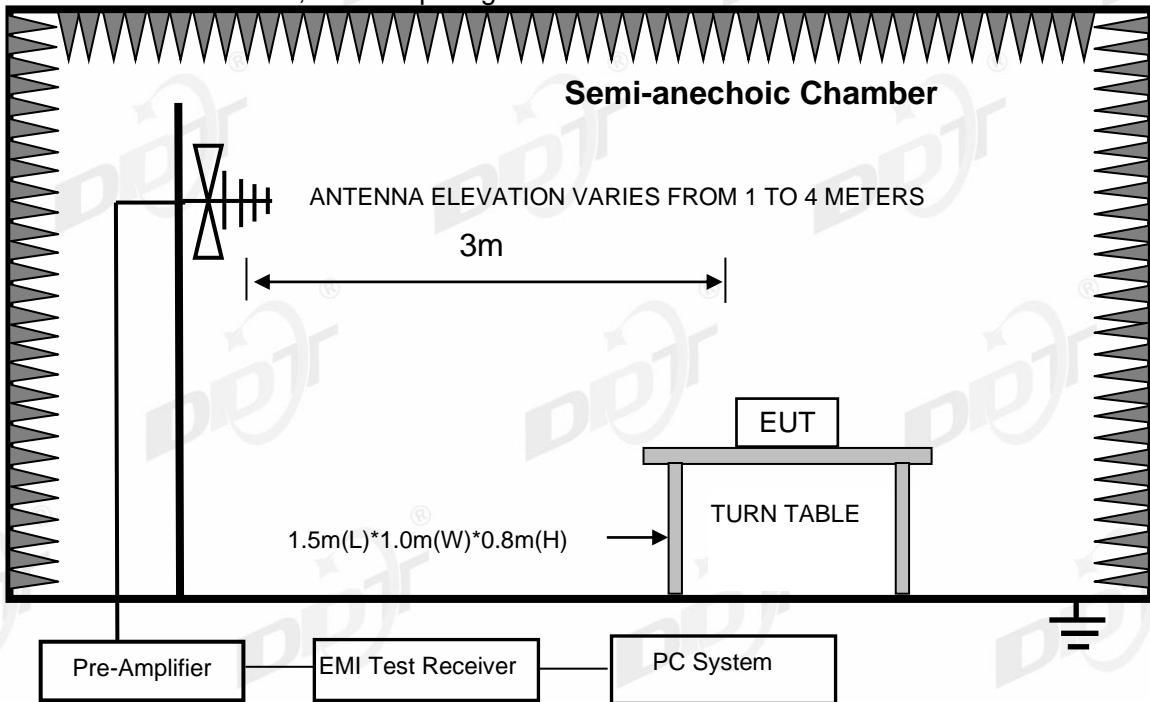 Semi-anechoic Chamber
ANTENNA ELEVATION VARIES FROM 1 TO 4 METERS
3m
EUT
TURN TABLE
1.5m(L)*1.0m(W)*0.8m(H)
Pre-Amplifier
EMI Test Receiver
PC System
DDT
®